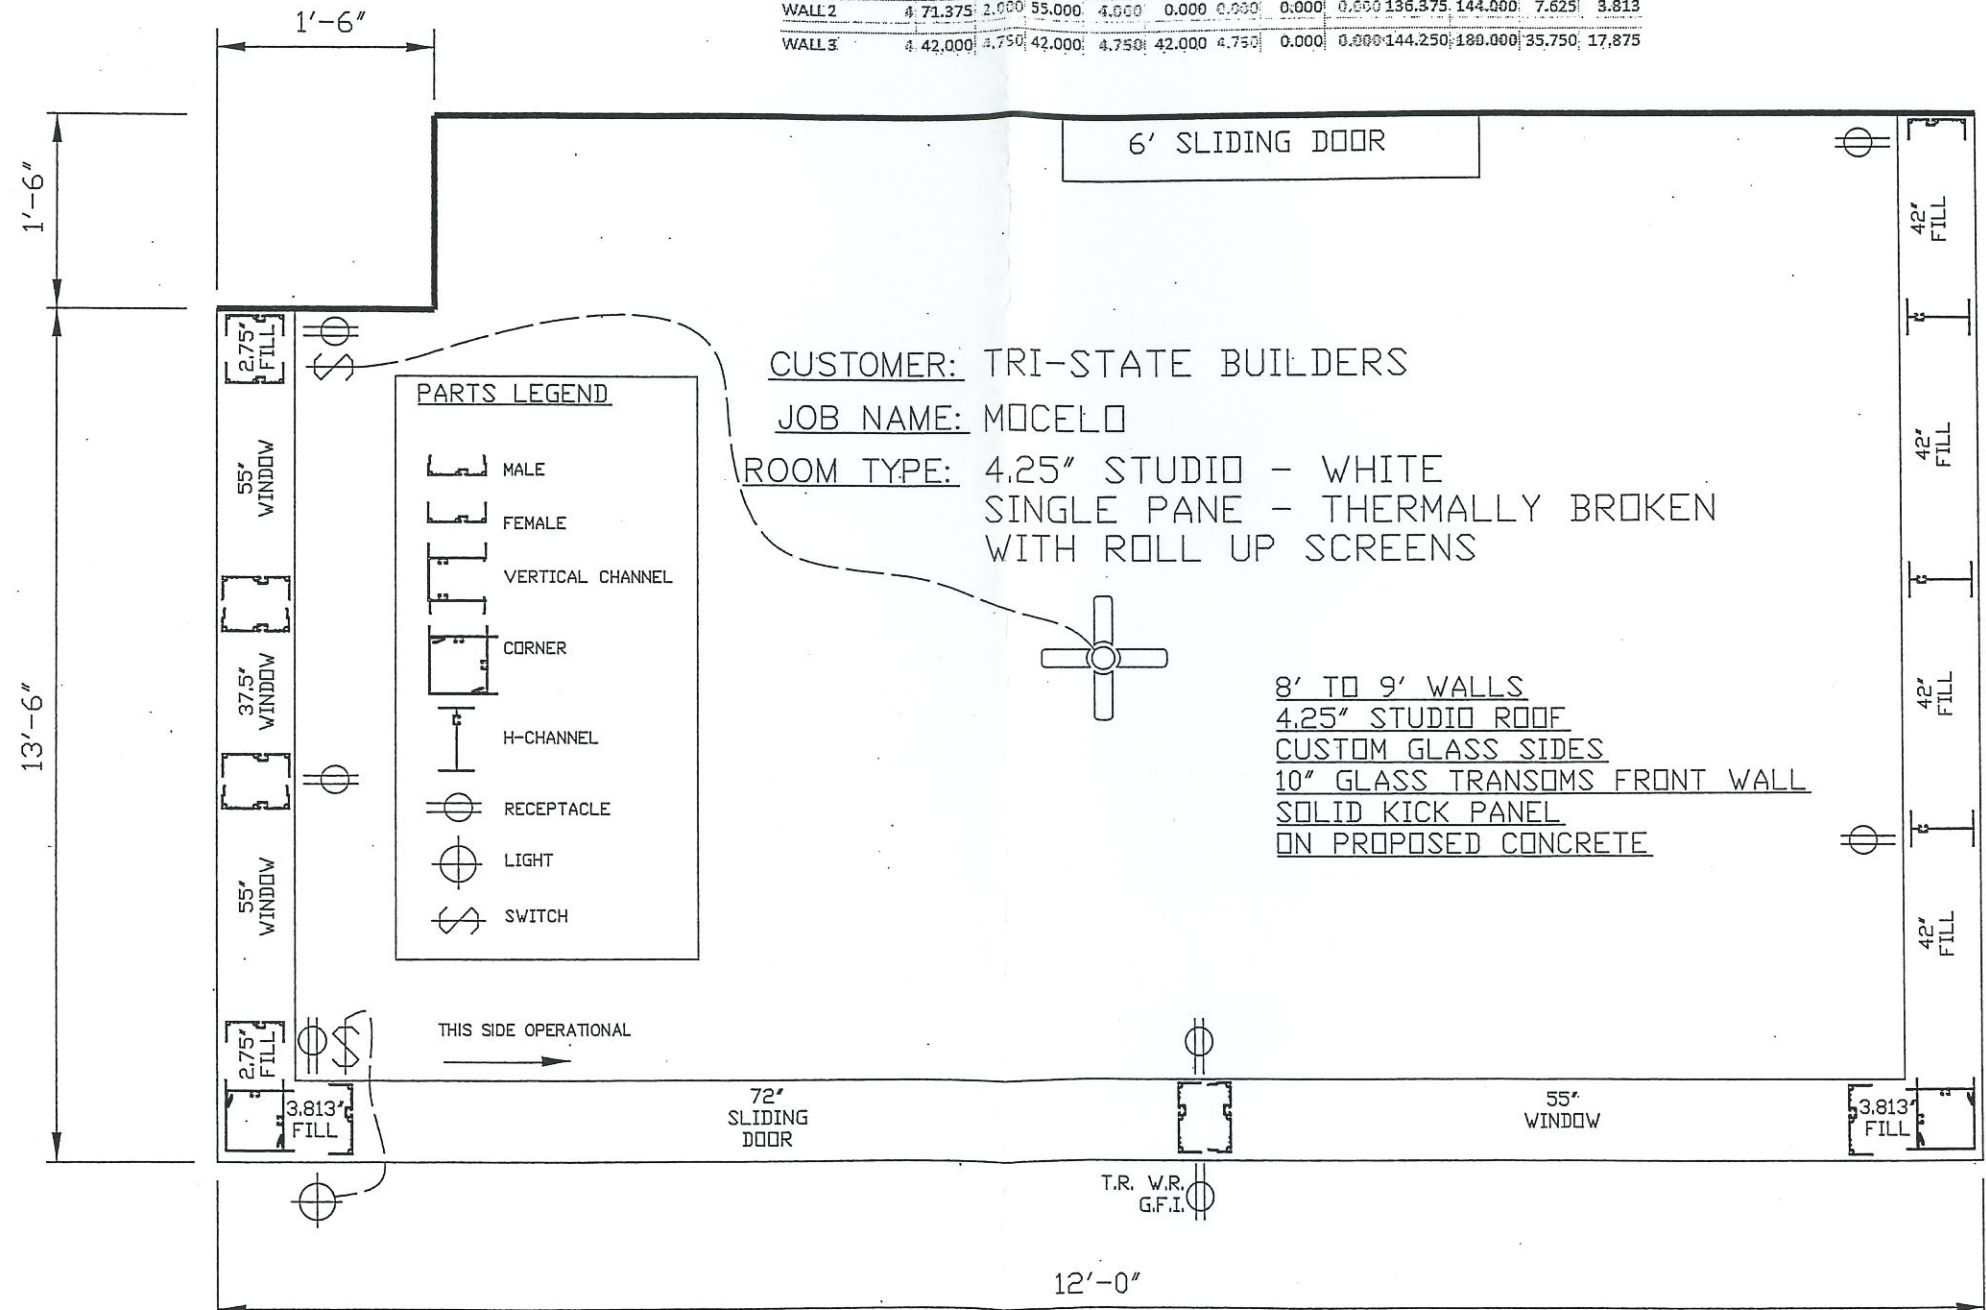 WALL 2 4 71.375 2.000 55.000 4.000 0.000 0.000 0.000 0.000 136.375 144.000 7.625 3.813
WALL 3 4 42.000 4.750 42.000 4.750 42.000 4.750 0.000 0.000 144.250 180.000 35.750 17.875
1'-6"
1'-6"
6' SLIDING DOOR
42"
FILL
2.75"
FILL
S
CUSTOMER: TRI-STATE BUILDERS
JOB NAME: MOCELO
ROOM TYPE: 4.25" STUDIO - WHITE
SINGLE PANE - THERMALLY BROKEN
WITH ROLL UP SCREENS
PARTS LEGEND
MALE
FEMALE
VERTICAL CHANNEL
CORNER
H-CHANNEL
RECEPTACLE
LIGHT
S SWITCH
55"
WINDOW
42"
FILL
13'-6"
37.5"
WINDOW
42"
FILL
8' TO 9' WALLS
4.25" STUDIO ROOF
CUSTOM GLASS SIDES
10" GLASS TRANSOMS FRONT WALL
SOLID KICK PANEL
ON PROPOSED CONCRETE
55"
WINDOW
42"
FILL
2.75"
FILL
S
THIS SIDE OPERATIONAL
3.813"
FILL
72"
SLIDING
DOOR
55"
WINDOW
3.813"
FILL
T.R. W.R.
G.F.I.
12'-0"